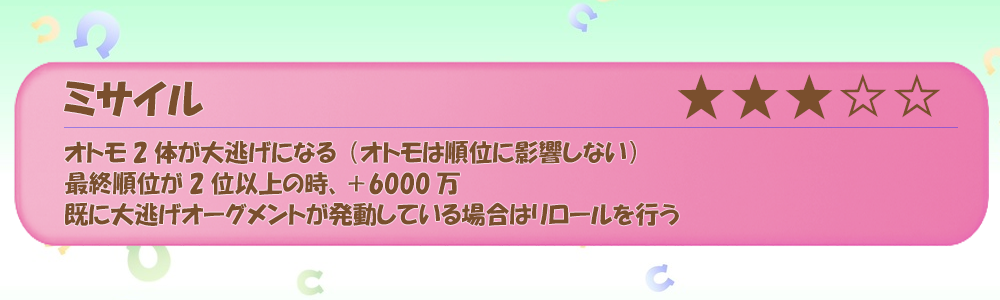 ミサイル ★★★☆☆
オトモ2体が大逃げになる（オトモは順位に影響しない）
最終順位が2位以上の時、＋6000万
既に大逃げオーグメントが発動している場合はリロールを行う